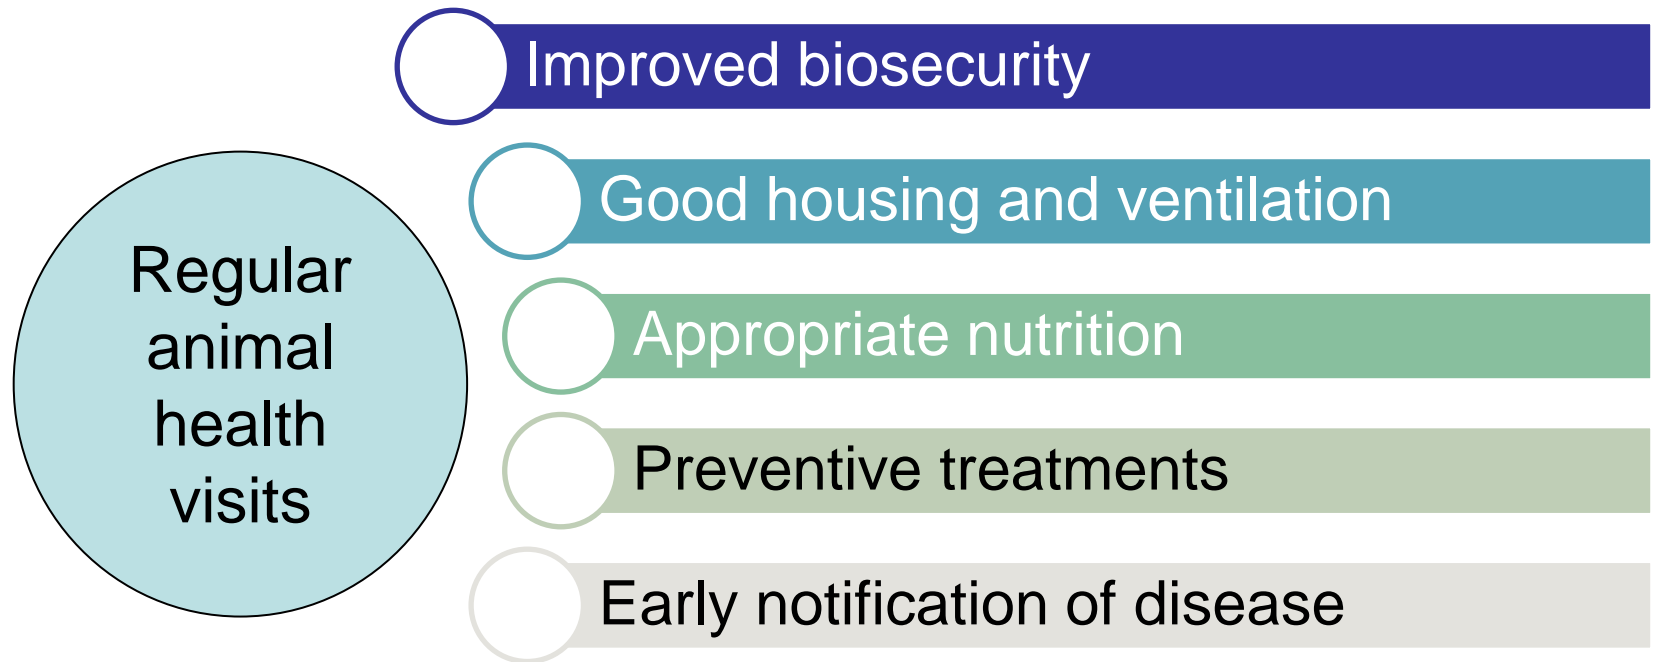 Improved biosecurity
Good housing and ventilation
Regular
animal
health
visits
Appropriate nutrition
Preventive treatments
Early notification of disease